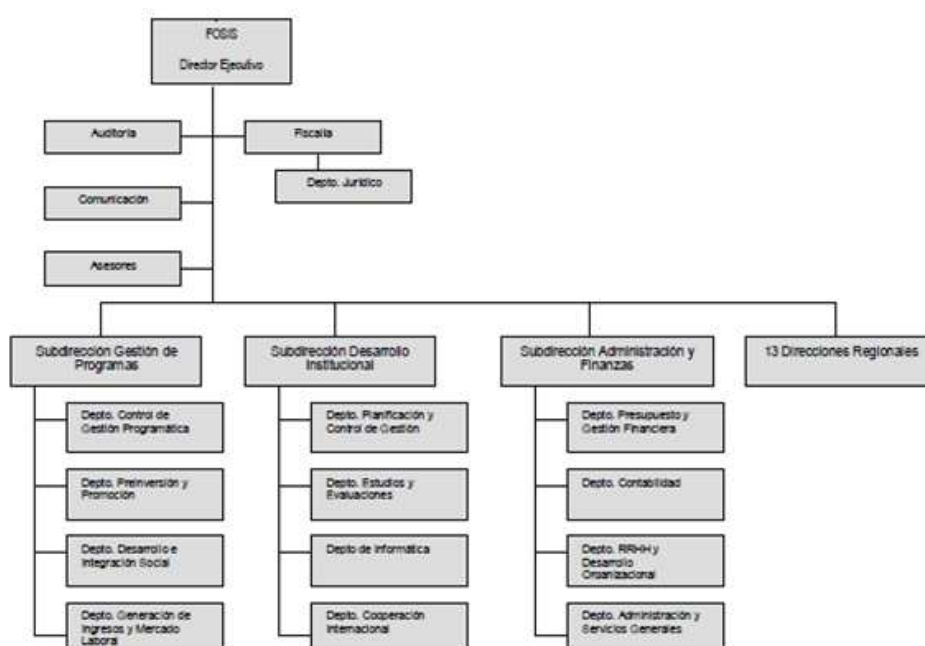 FOSIS
Director Ejecutivo
Auditoría
Fiscalía
Depto. Jurídico
Comunicación
Asesores
Subdirección Gestión de
Programas
Subdirección Desarrollo
Institucional
Subdirección Administración y
Finanzas
13 Direcciones Regionales
Depto. Control de
Gestión Programática
Depto. Planificación y
Control de Gestión
Depto. Presupuesto y
Gestión Financiera
Depto. Preinversión y
Promoción
Depto. Estudios y
Evaluaciones
Depto. Contabilidad
Depto. Desarrollo e
Integración Social
Depto de Informática
Depto. RRHH y
Desarrollo
Organizacional
Depto. Generación de
Ingresos y Mercado
Laboral
Depto. Cooperación
Internacional
Depto. Administración y
Servicios Generales